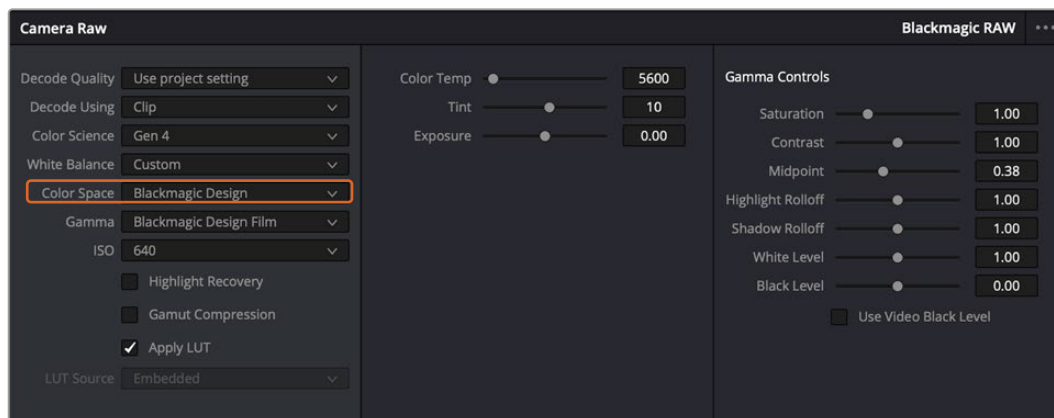 Camera Raw
Blackmagic RAW
Decode Quality Use project setting
Decode Using Clip
Color Science Gen 4
White Balance Custom
Color Space Blackmagic Design
Gamma Blackmagic Design Film
ISO 640
Highlight Recovery
Gamut Compression
Apply LUT
LUT Source Embedded
Color Temp 5600
Tint 10
Exposure 0.00
Gamma Controls
Saturation 1.00
Contrast 1.00
Midpoint 0.38
Highlight Rolloff 1.00
Shadow Rolloff 1.00
White Level 1.00
Black Level 0.00
Use Video Black Level